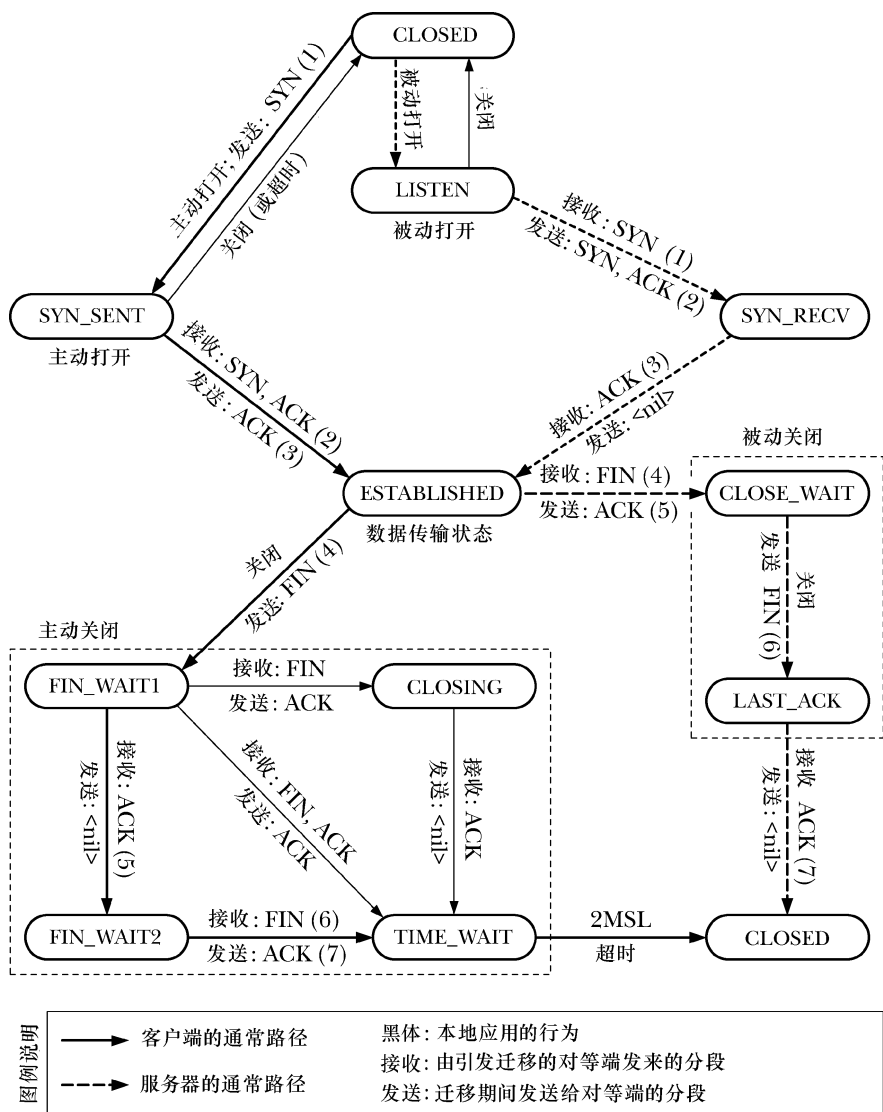 CLOSED
主动打开; 发送: SYN (1)
关闭 (或超时)
被动打开
关闭
LISTEN
被动打开
接收: SYN (1)
发送: SYN, ACK (2)
SYN_SENT
主动打开
SYN_RECV
接收: SYN, ACK (2)
发送: ACK (3)
接收: ACK (3)
发送: <nil>
被动关闭
ESTABLISHED
数据传输状态
接收: FIN (4)
发送: ACK (5)
CLOSE_WAIT
关闭
发送: FIN (4)
关闭
发送 FIN (6)
主动关闭
FIN_WAIT1
接收: FIN
发送: ACK
CLOSING
LAST_ACK
接收: ACK (5)
发送: <nil>
接收: FIN, ACK
发送: ACK
接收: ACK
发送: <nil>
接收 ACK (7)
发送: <nil>
FIN_WAIT2
接收: FIN (6)
发送: ACK (7)
TIME_WAIT
2MSL
超时
CLOSED
图例说明
客户端的通常路径
服务器的通常路径
黑体: 本地应用的行为
接收: 由引发迁移的对等端发来的分段
发送: 迁移期间发送给对等端的分段